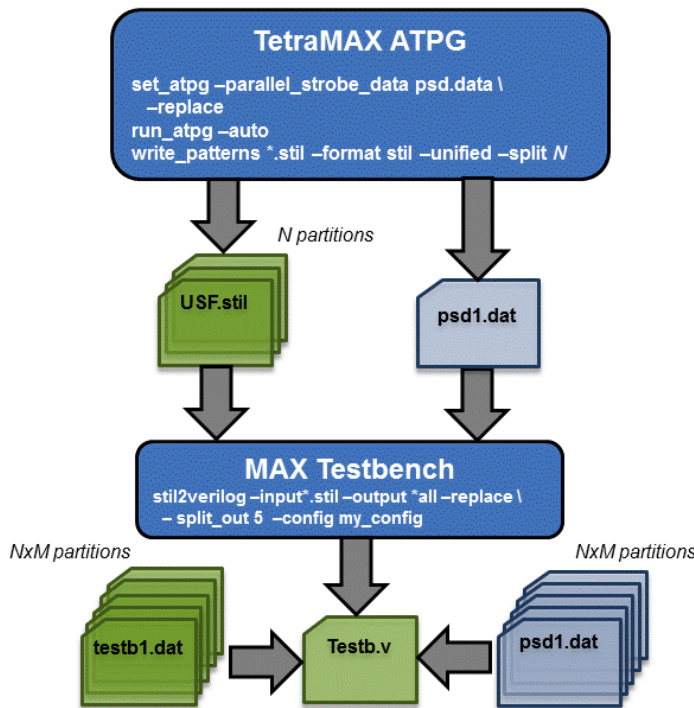 TetraMAX ATPG
set_atpg –parallel_strobe_data psd.data \
–replace
run_atpg –auto
write_patterns *.stil –format stil –unified –split N
N partitions
USF.stil
psd1.dat
MAX Testbench
stil2verilog –input*.stil –output *all –replace \
– split_out 5 –config my_config
NxM partitions
NxM partitions
testb1.dat
Testb.v
psd1.dat